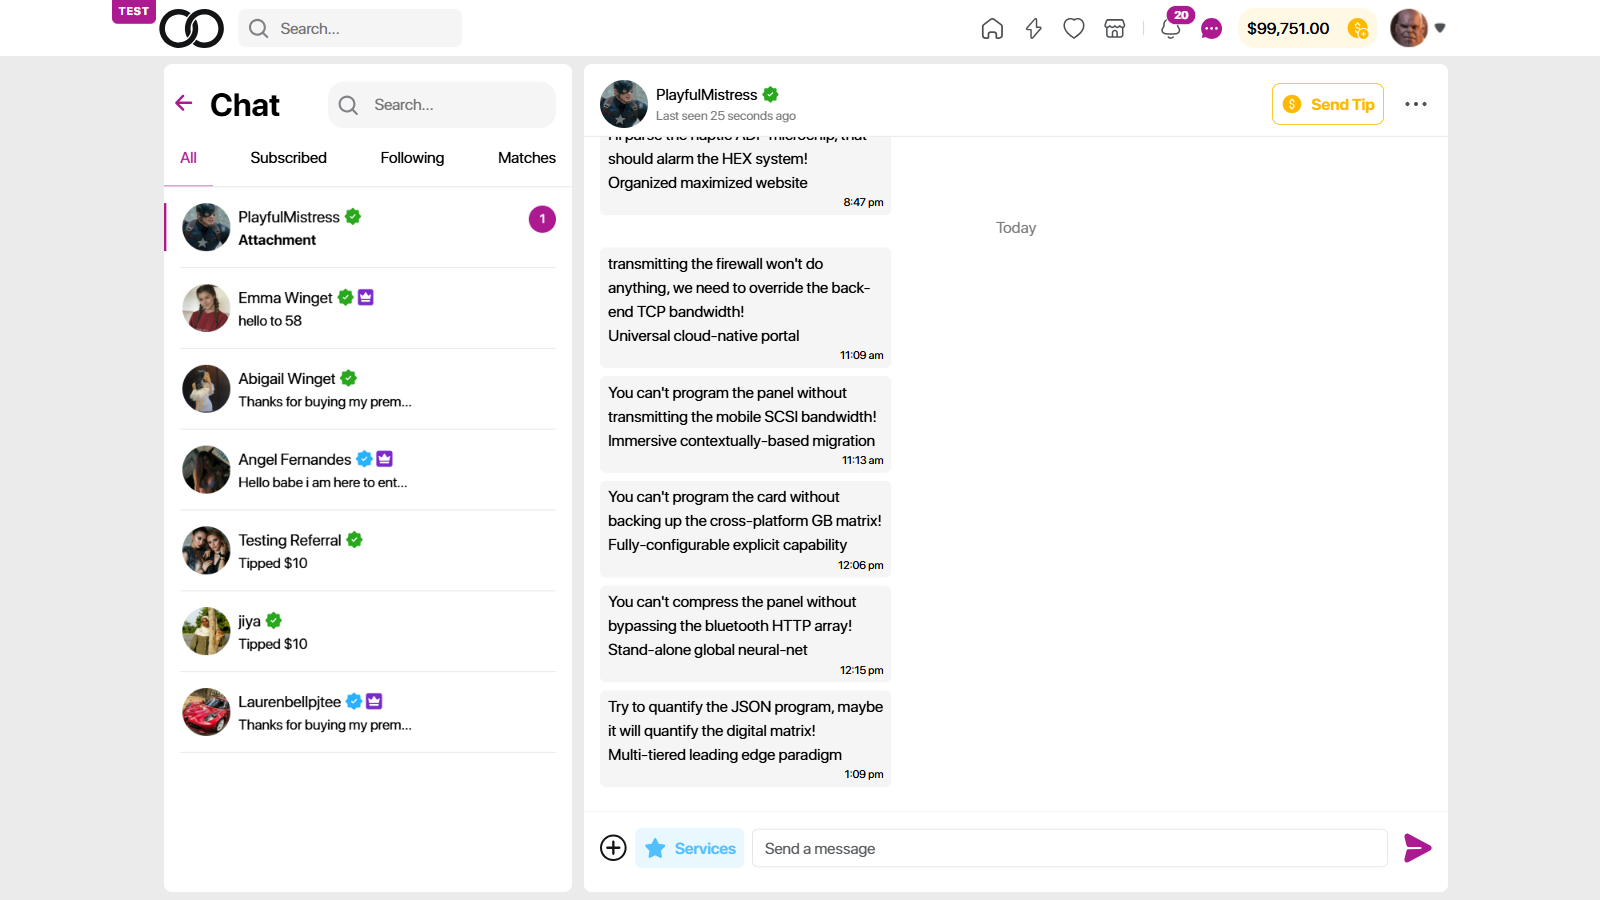 TEST
Search...
20
$99,751.00
Chat
Search...
All
Subscribed
Following
Matches
PlayfulMistress
Attachment
1
Emma Winget
hello to 58
Abigail Winget
Thanks for buying my prem...
Angel Fernandes
Hello babe i am here to ent...
Testing Referral
Tipped $10
jiya
Tipped $10
Laurenbellpjtee
Thanks for buying my prem...
PlayfulMistress
Last seen 25 seconds ago
Send Tip
should alarm the HEX system!
Organized maximized website
8:47 pm
Today
transmitting the firewall won't do
anything, we need to override the back-
end TCP bandwidth!
Universal cloud-native portal
11:09 am
You can't program the panel without
transmitting the mobile SCSI bandwidth!
Immersive contextually-based migration
11:13 am
You can't program the card without
backing up the cross-platform GB matrix!
Fully-configurable explicit capability
12:06 pm
You can't compress the panel without
bypassing the bluetooth HTTP array!
Stand-alone global neural-net
12:15 pm
Try to quantify the JSON program, maybe
it will quantify the digital matrix!
Multi-tiered leading edge paradigm
1:09 pm
Services
Send a message